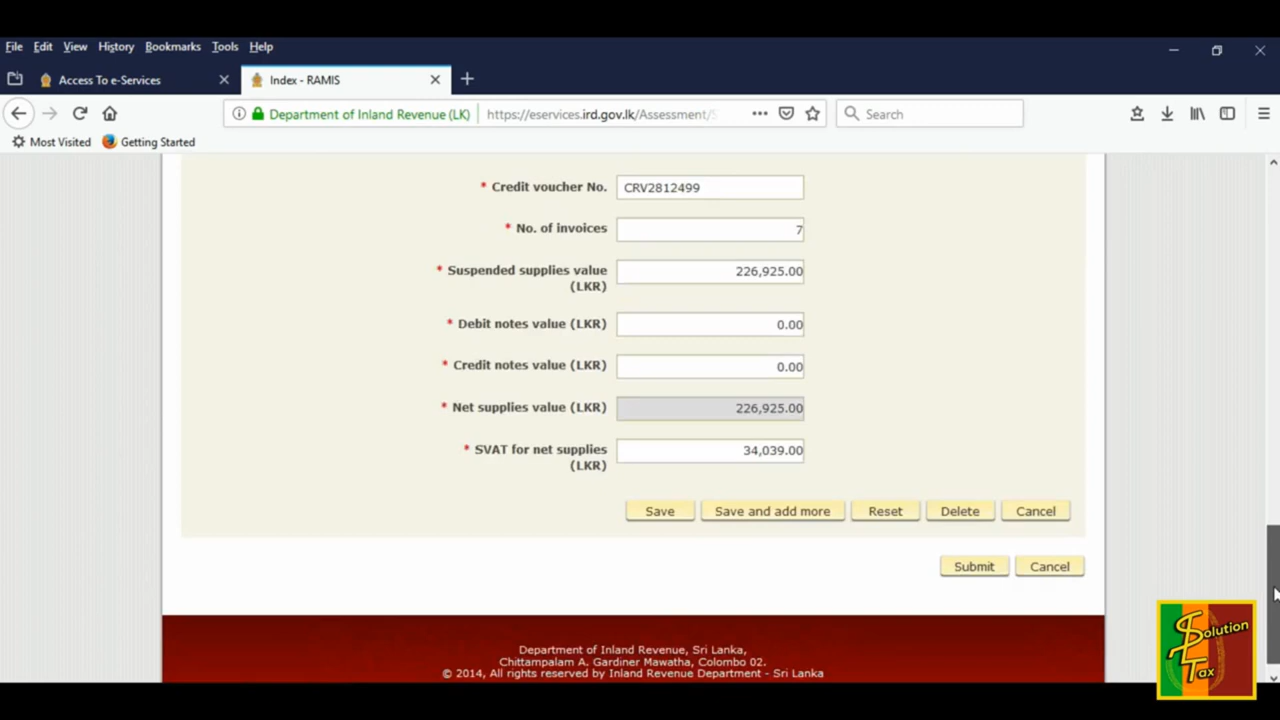 File Edit View History Bookmarks Tools Help
Access To e-Services
Index - RAMIS
Department of Inland Revenue (LK) https://eservices.ird.gov.lk/Assessment/ Search
Most Visited Getting Started
* Credit voucher No. CRV2812499
* No. of invoices 7
* Suspended supplies value (LKR) 226,925.00
* Debit notes value (LKR) 0.00
* Credit notes value (LKR) 0.00
* Net supplies value (LKR) 226,925.00
* SVAT for net supplies (LKR) 34,039.00
Save Save and add more Reset Delete Cancel
Submit Cancel
Department of Inland Revenue, Sri Lanka,
Chittampalam A. Gardiner Mawatha, Colombo 02.
© 2014, All rights reserved by Inland Revenue Department - Sri Lanka
Solution
Tax